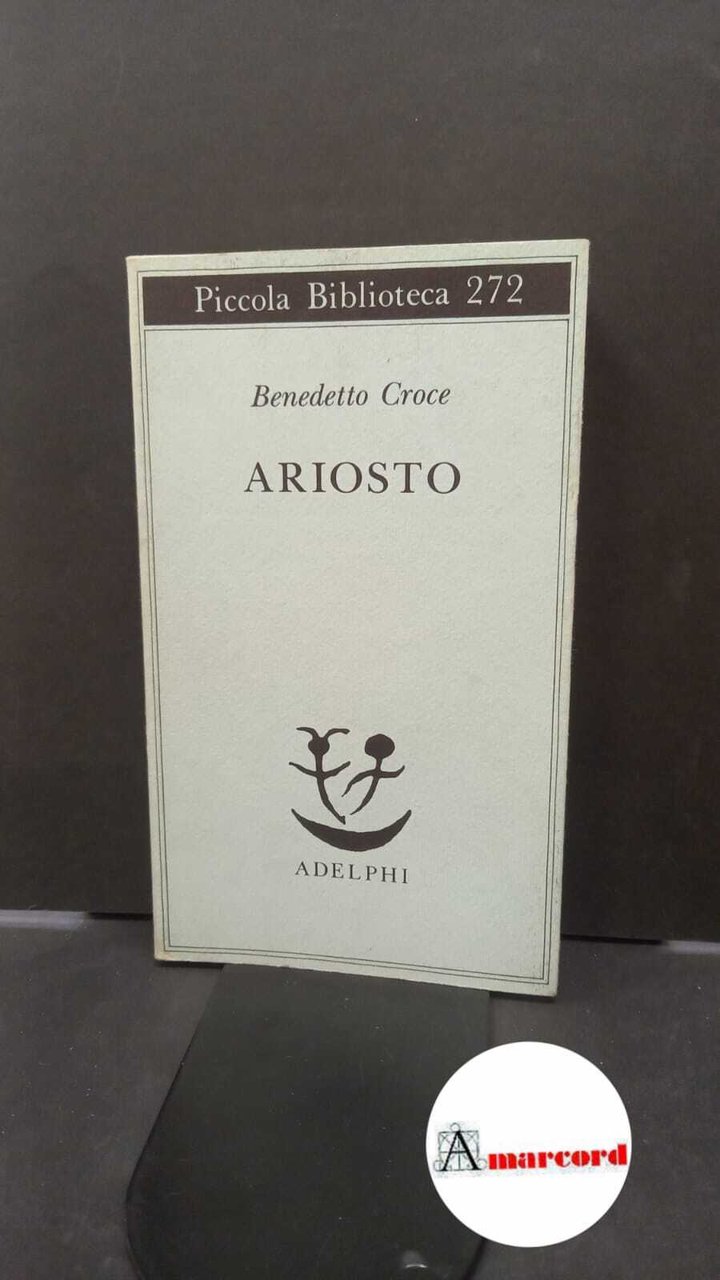 Piccola Biblioteca 272
Benedetto Croce
ARIOSTO
ADELPHI
Amarcord